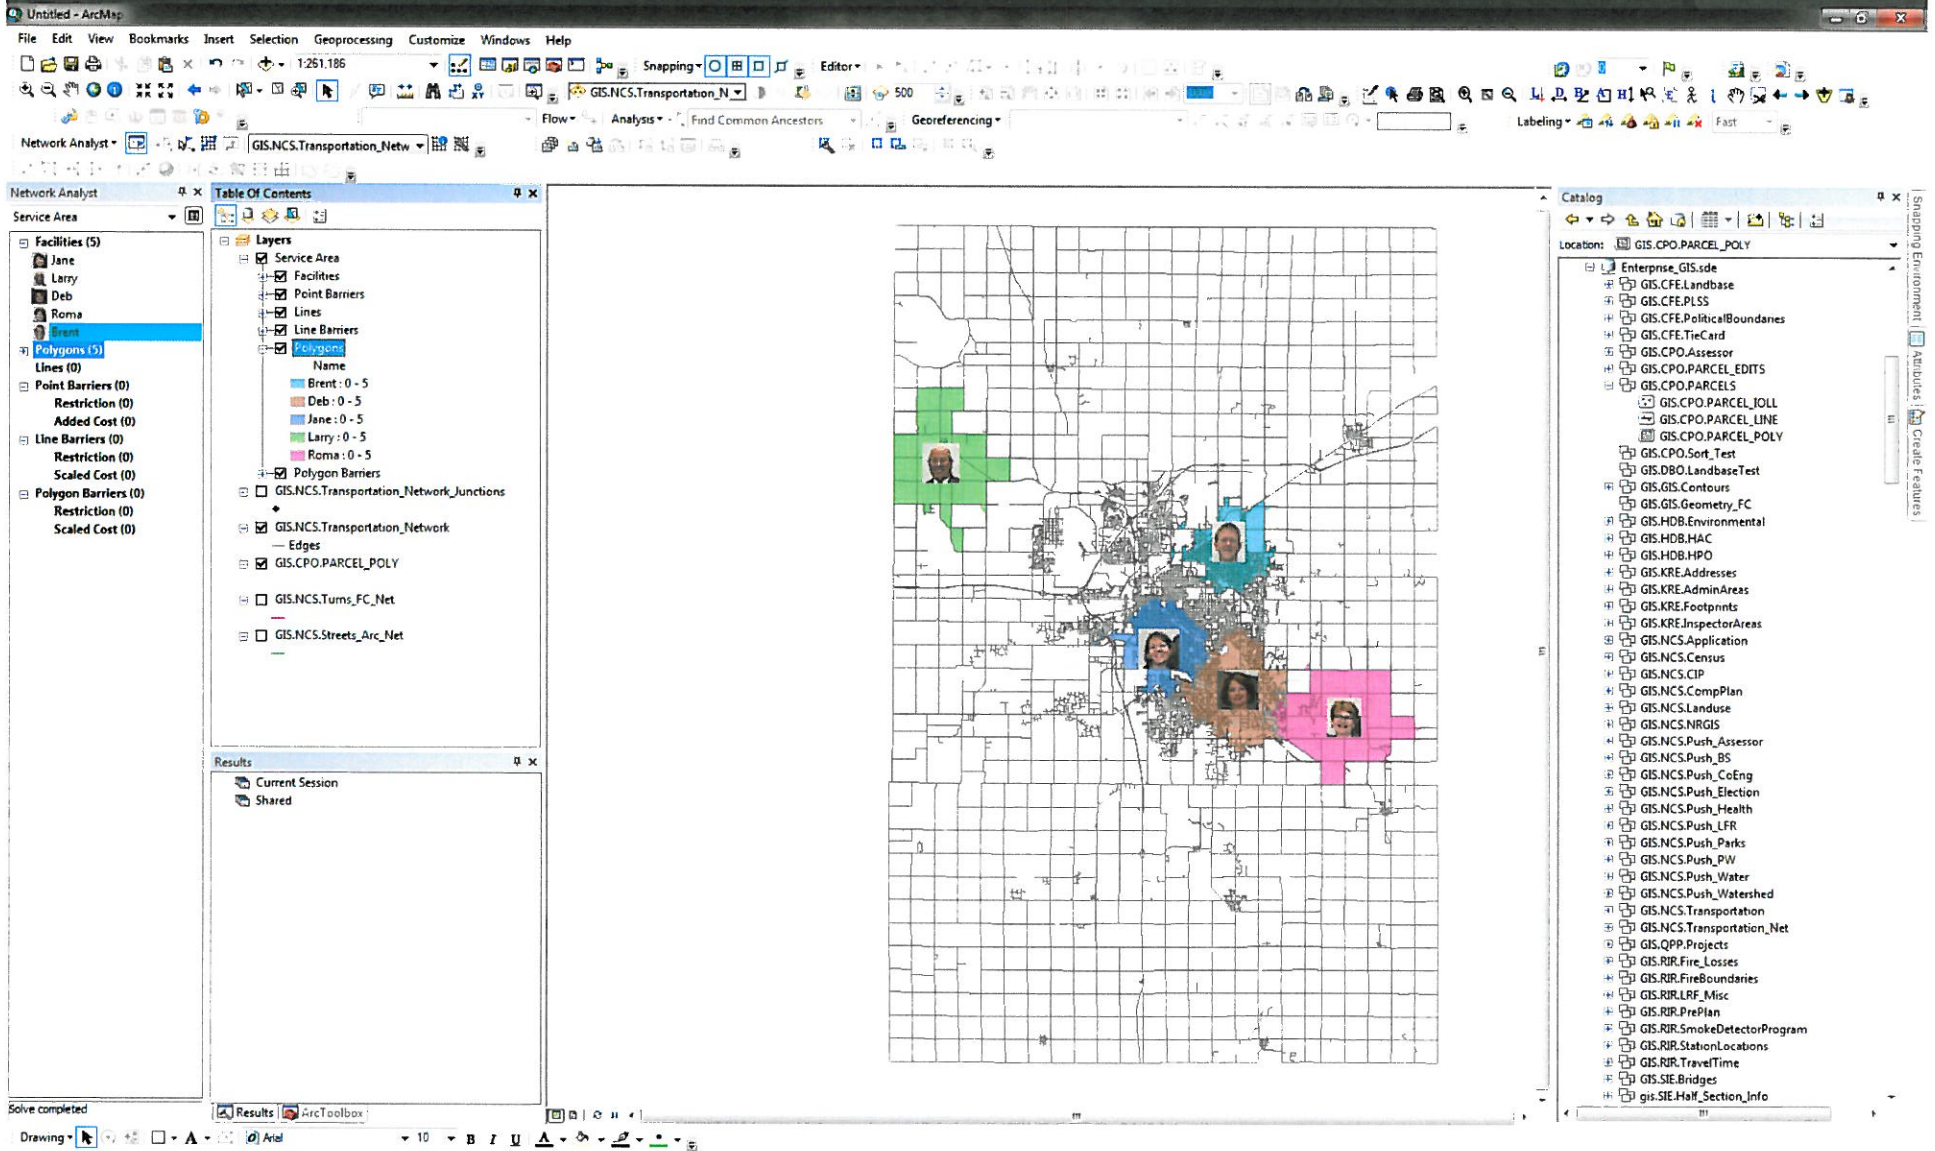 Untitled - ArcMap
File Edit View Bookmarks Insert Selection Geoprocessing Customize Windows Help
1:261,186 Snapping Editor
GIS.NCS.Transportation_N 500
Flow Analysis Find Common Ancestors Georeferencing Labeling Fast
Network Analyst GIS.NCS.Transportation_Netw
Network Analyst
Service Area
Facilities (5)
Jane
Larry
Deb
Roma
Brent
Polygons (5)
Lines (0)
Point Barriers (0)
Restriction (0)
Added Cost (0)
Line Barriers (0)
Restriction (0)
Scaled Cost (0)
Polygon Barriers (0)
Restriction (0)
Scaled Cost (0)
Solve completed
Table Of Contents
Layers
Service Area
Facilities
Point Barriers
Lines
Line Barriers
Polygons
Name
Brent : 0 - 5
Deb : 0 - 5
Jane : 0 - 5
Larry : 0 - 5
Roma : 0 - 5
Polygon Barriers
GIS.NCS.Transportation_Network_Junctions
GIS.NCS.Transportation_Network
Edges
GIS.CPO.PARCEL_POLY
GIS.NCS.Turns_FC_Net
GIS.NCS.Streets_Arc_Net
Results
Current Session
Shared
Results ArcToolbox
Catalog
Location: GIS.CPO.PARCEL_POLY
Enterprise_GIS.sde
GIS.CFE.Landbase
GIS.CFE.PLSS
GIS.CFE.PoliticalBoundaries
GIS.CFE.TieCard
GIS.CPO.Assessor
GIS.CPO.PARCEL_EDITS
GIS.CPO.PARCELS
GIS.CPO.PARCEL_IOLL
GIS.CPO.PARCEL_LINE
GIS.CPO.PARCEL_POLY
GIS.CPO.Sort_Test
GIS.DBO.LandbaseTest
GIS.GIS.Contours
GIS.GIS.Geometry_FC
GIS.HDB.Environmental
GIS.HDB.HAC
GIS.HDB.HPO
GIS.KRE.Addresses
GIS.KRE.AdminAreas
GIS.KRE.Footprints
GIS.KRE.InspectorAreas
GIS.NCS.Application
GIS.NCS.Census
GIS.NCS.CIP
GIS.NCS.CompPlan
GIS.NCS.Landuse
GIS.NCS.NRGIS
GIS.NCS.Push_Assessor
GIS.NCS.Push_BS
GIS.NCS.Push_CoEng
GIS.NCS.Push_Election
GIS.NCS.Push_Health
GIS.NCS.Push_LFR
GIS.NCS.Push_Parks
GIS.NCS.Push_PW
GIS.NCS.Push_Water
GIS.NCS.Push_Watershed
GIS.NCS.Transportation
GIS.NCS.Transportation_Net
GIS.QPP.Projects
GIS.RIR.Fire_Losses
GIS.RIR.FireBoundaries
GIS.RIR.LRF_Misc
GIS.RIR.PrePlan
GIS.RIR.SmokeDetectorProgram
GIS.RIR.StationLocations
GIS.RIR.TravelTime
GIS.SIE.Bridges
gis.SIE.Half_Section_Info
Snapping Environment
Attributes
Create Features
Drawing A Arial 10 B I U A